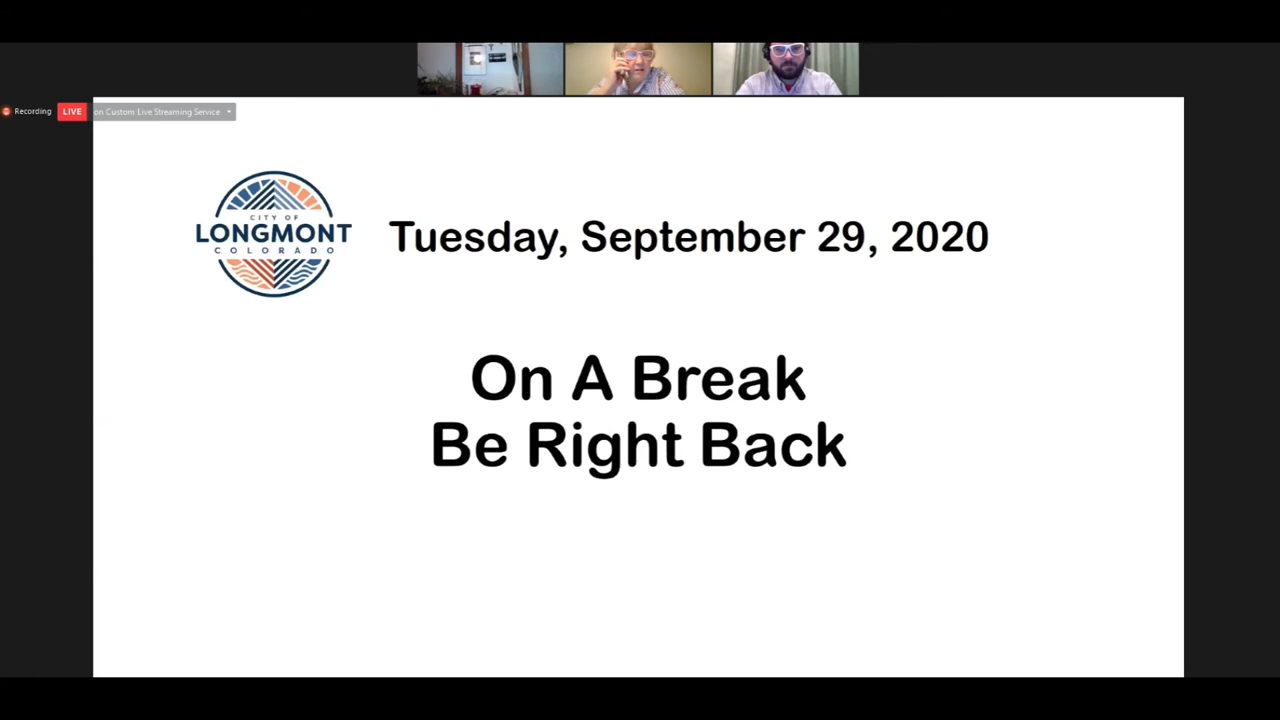 Recording
LIVE
on Custom Live Streaming Service
CITY OF
LONGMONT
COLORADO
Tuesday, September 29, 2020
On A Break
Be Right Back